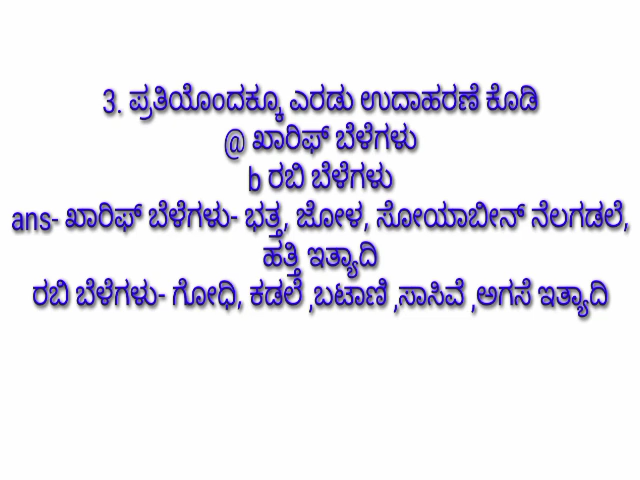 3. ಪ್ರತಿಯೊಂದಕ್ಕೂ ಎರಡು ಉದಾಹರಣೆ ಕೊಡಿ
@ ಖಾರಿಫ್ ಬೆಳೆಗಳು
b ರಬಿ ಬೆಳೆಗಳು
ans- ಖಾರಿಫ್ ಬೆಳೆಗಳು- ಭತ್ತ, ಜೋಳ, ಸೋಯಾಬೀನ್ ನೆಲಗಡಲೆ,
ಹತ್ತಿ ಇತ್ಯಾದಿ
ರಬಿ ಬೆಳೆಗಳು- ಗೋಧಿ, ಕಡಲೆ ,ಬಟಾಣಿ ,ಸಾಸಿವೆ ,ಅಗಸೆ ಇತ್ಯಾದಿ